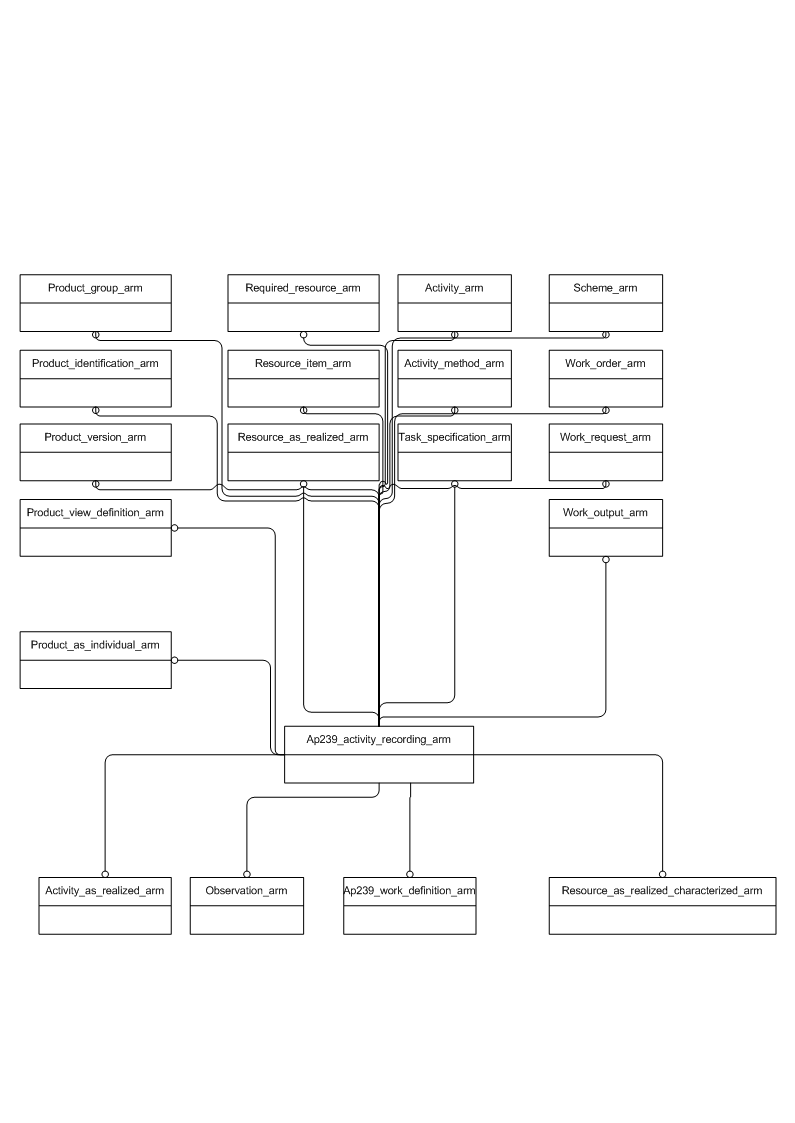 Product_group_arm
Required_resource_arm
Activity_arm
Scheme_arm
Product_identification_arm
Resource_item_arm
Activity_method_arm
Work_order_arm
Product_version_arm
Resource_as_realized_arm
Task_specification_arm
Work_request_arm
Product_view_definition_arm
Work_output_arm
Product_as_individual_arm
Ap239_activity_recording_arm
Activity_as_realized_arm
Observation_arm
Ap239_work_definition_arm
Resource_as_realized_characterized_arm